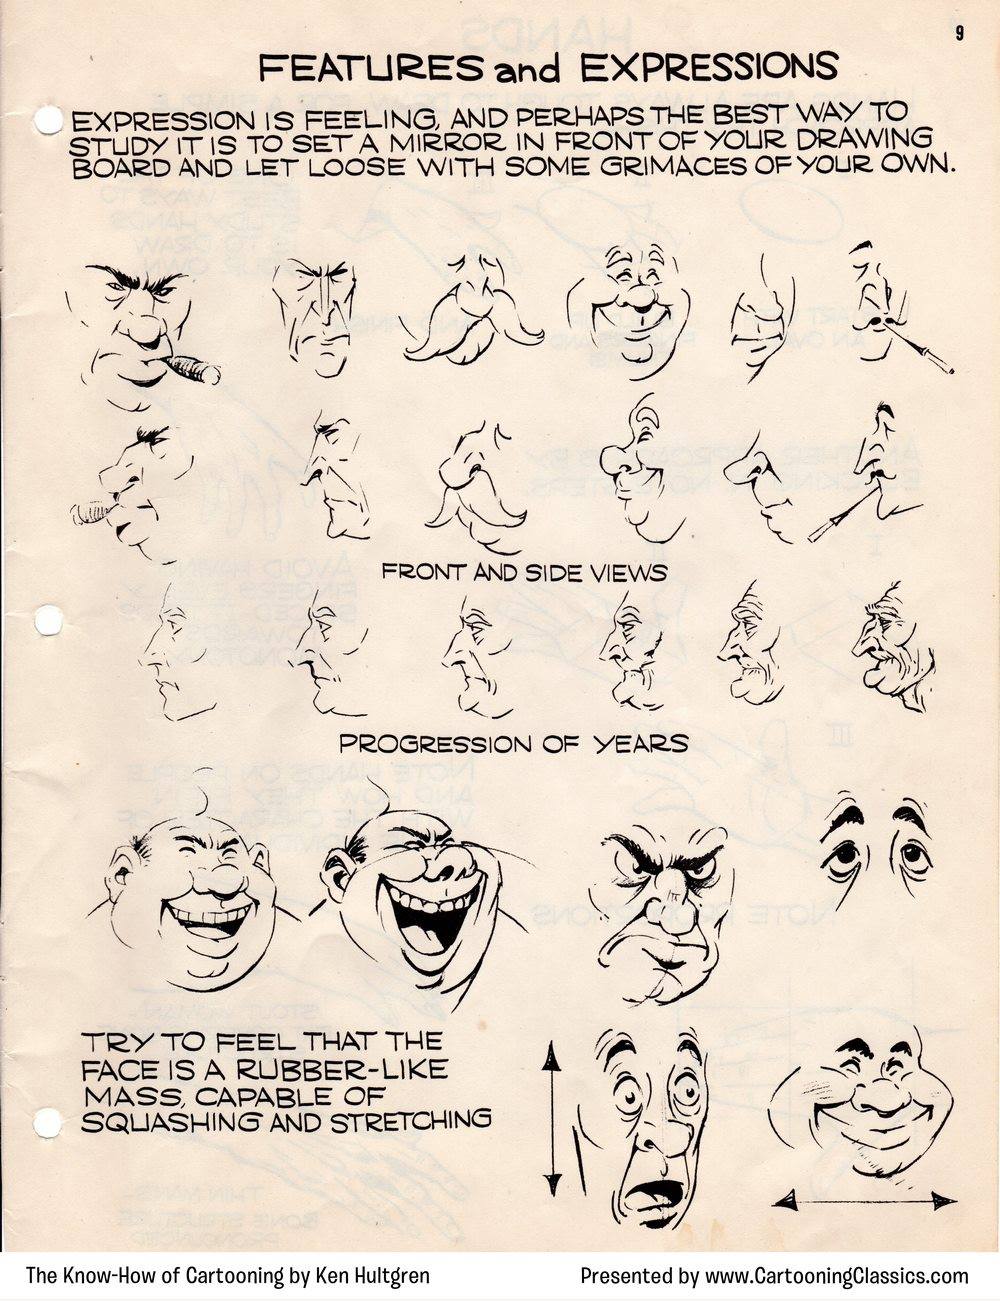 9
FEATURES and EXPRESSIONS
EXPRESSION IS FEELING, AND PERHAPS THE BEST WAY TO
STUDY IT IS TO SET A MIRROR IN FRONT OF YOUR DRAWING
BOARD AND LET LOOSE WITH SOME GRIMACES OF YOUR OWN.
FRONT AND SIDE VIEWS
PROGRESSION OF YEARS
TRY TO FEEL THAT THE
FACE IS A RUBBER-LIKE
MASS, CAPABLE OF
SQUASHING AND STRETCHING
The Know-How of Cartooning by Ken Hultgren
Presented by www.CartooningClassics.com